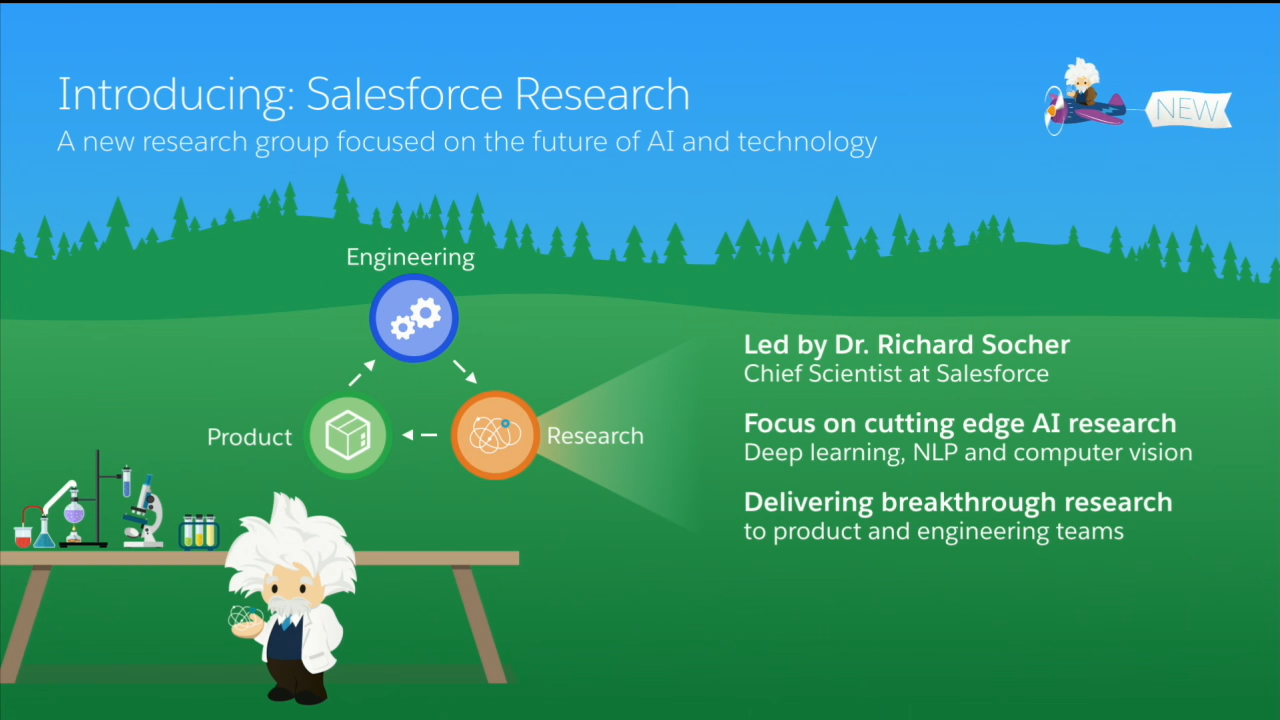 Introducing: Salesforce Research
A new research group focused on the future of AI and technology
NEW
Engineering
Product
Research
Led by Dr. Richard Socher
Chief Scientist at Salesforce
Focus on cutting edge AI research
Deep learning, NLP and computer vision
Delivering breakthrough research
to product and engineering teams